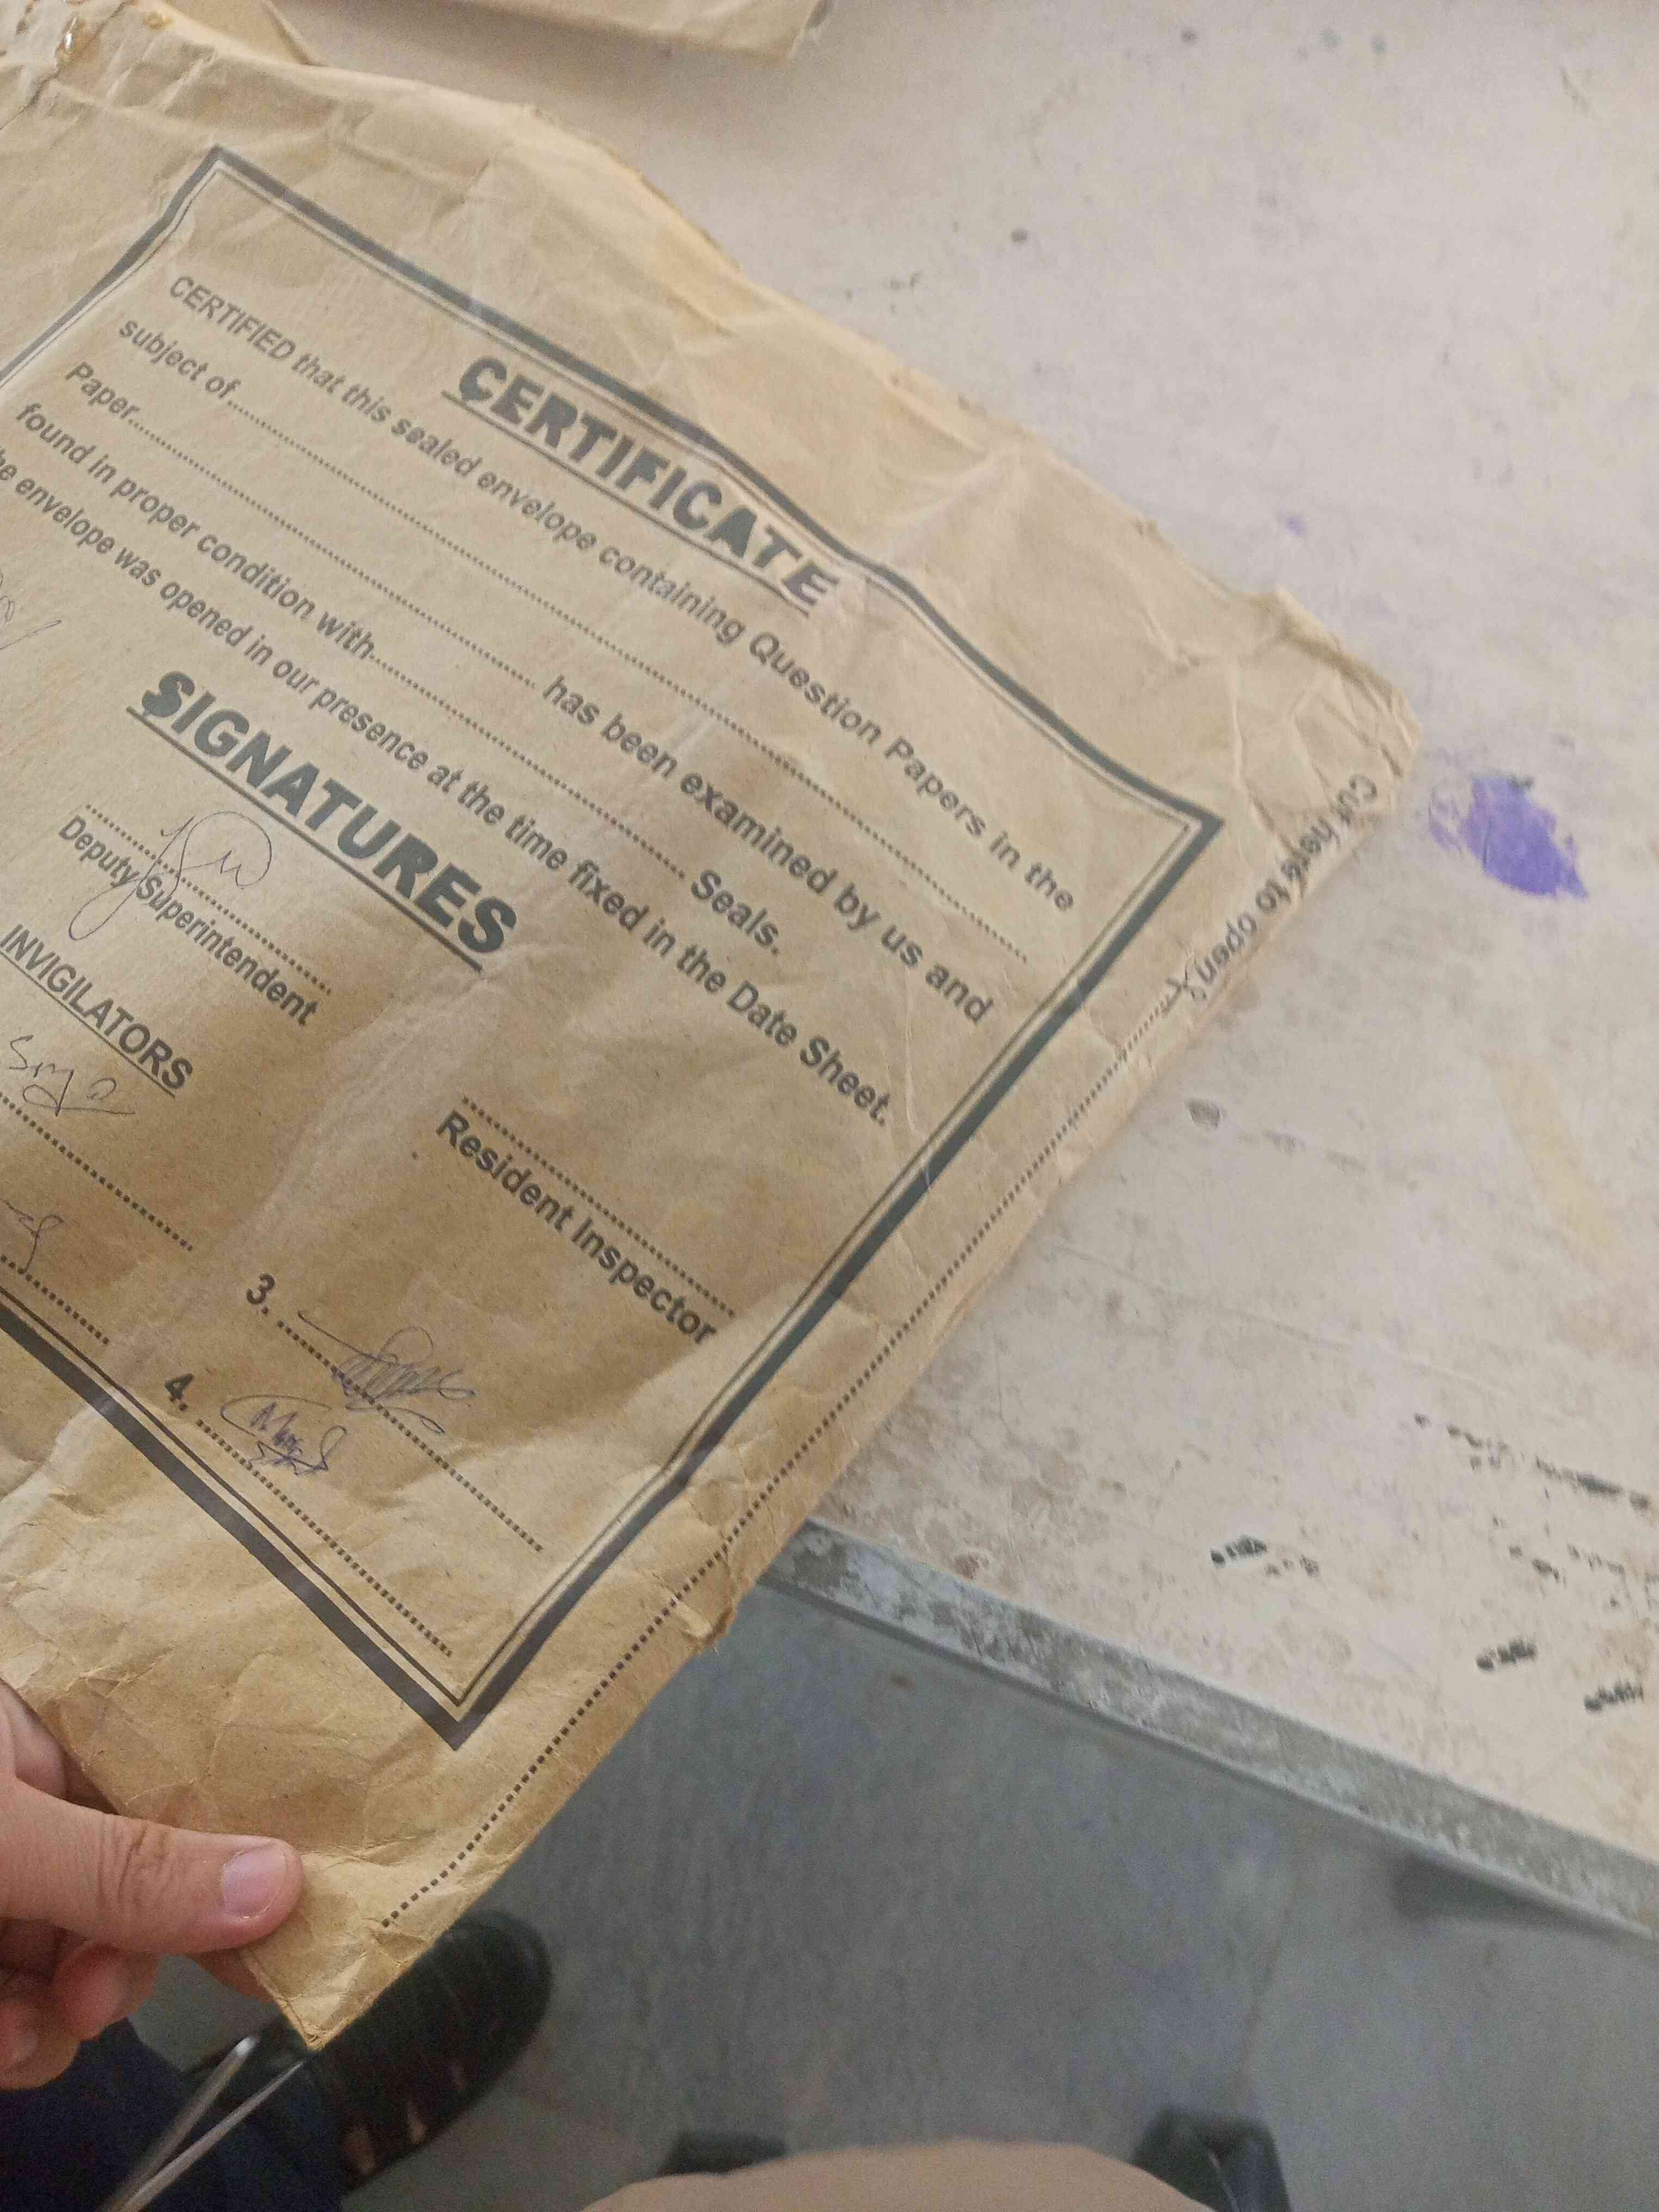 CERTIFICATE
CERTIFIED that this sealed envelope containing Question Papers in the
subject of........................
Paper........................ has been examined by us and
found in proper condition with........................ Seals.
envelope was opened in our presence at the time fixed in the Date Sheet.
SIGNATURES
Deputy Superintendent
Resident Inspector
INVIGILATORS
3. ........................
4. ........................
Cut here to open